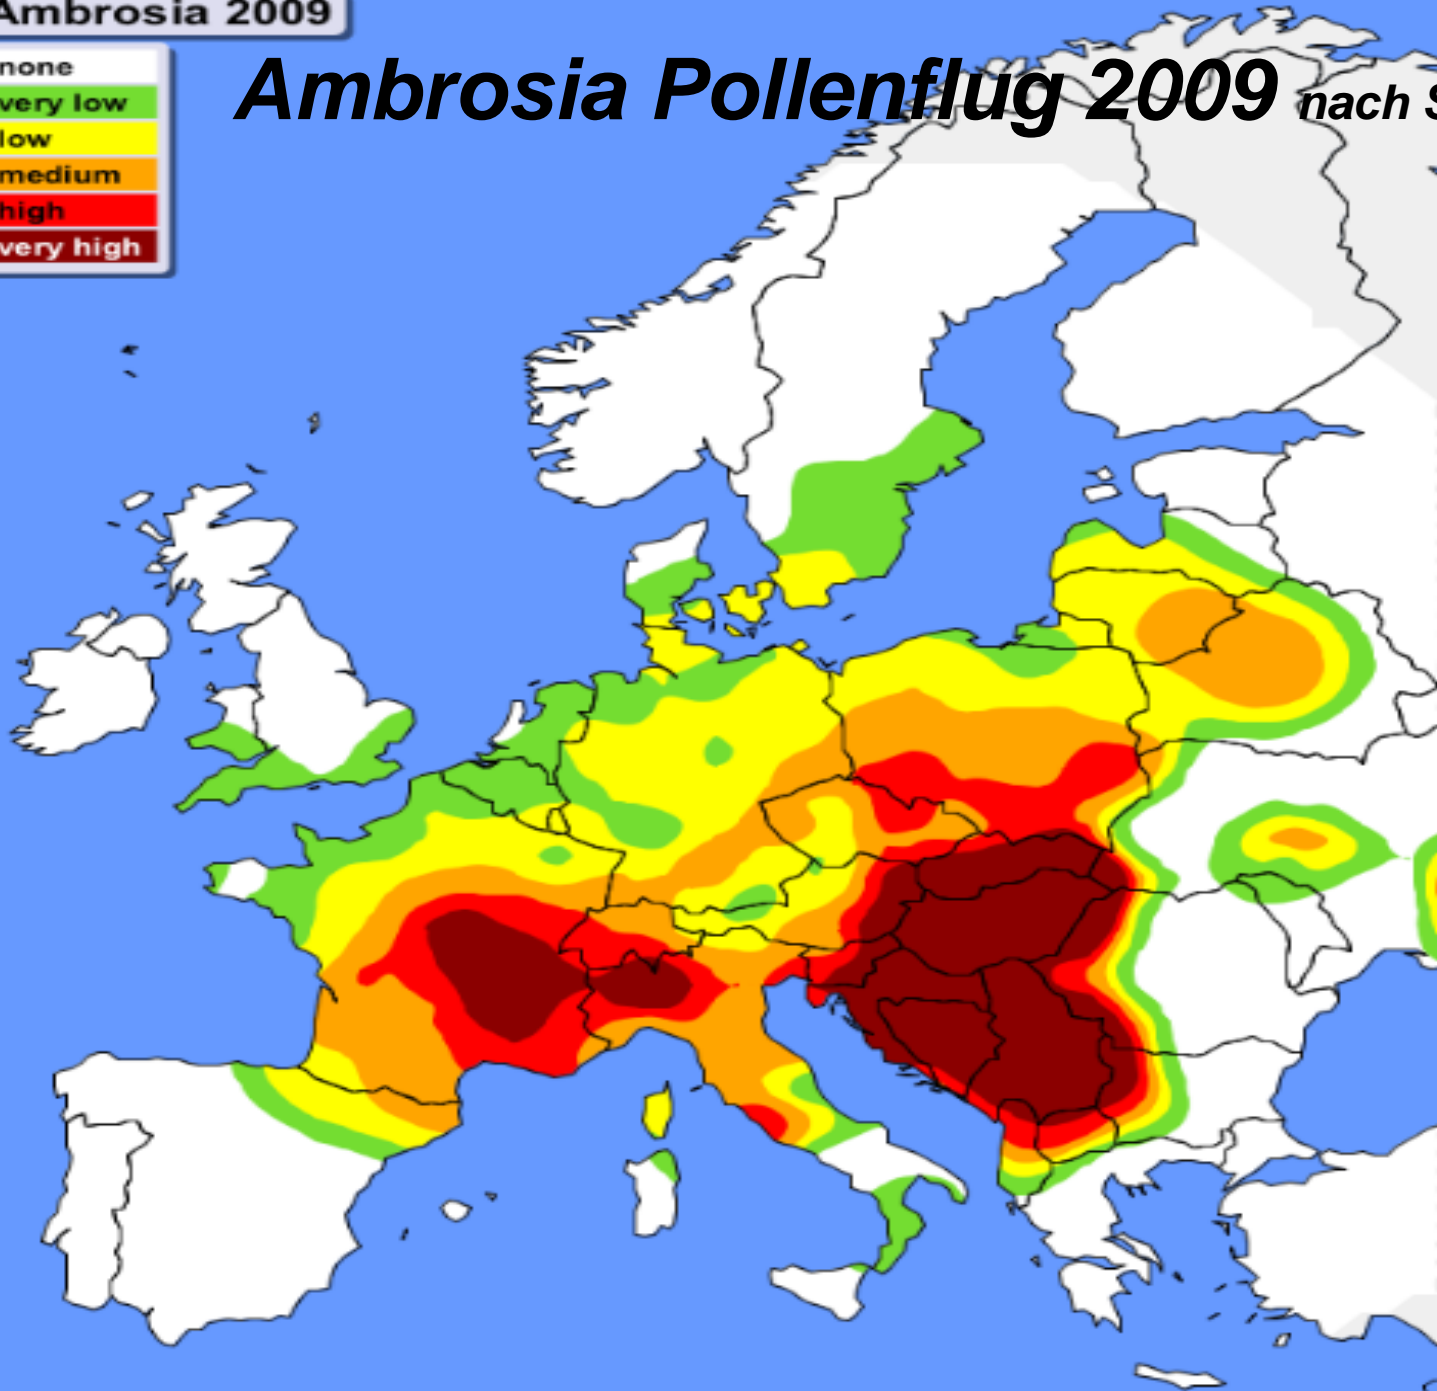 Ambrosia 2009
none
very low
low
medium
high
very high
Ambrosia Pollenflug 2009 nach